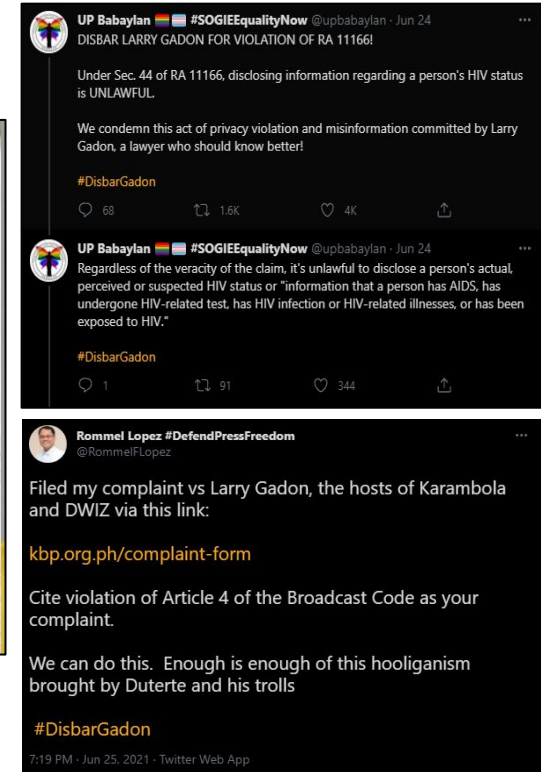 UP Babaylan 🏳️‍🌈🏳️‍⚧️ #SOGIEEqualityNow @upbabaylan · Jun 24
DISBAR LARRY GADON FOR VIOLATION OF RA 11166!
Under Sec. 44 of RA 11166, disclosing information regarding a person's HIV status
is UNLAWFUL.
We condemn this act of privacy violation and misinformation committed by Larry
Gadon, a lawyer who should know better!
#DisbarGadon
68 1.6K 4K
UP Babaylan 🏳️‍🌈🏳️‍⚧️ #SOGIEEqualityNow @upbabaylan · Jun 24
Regardless of the veracity of the claim, it's unlawful to disclose a person's actual,
perceived or suspected HIV status or "information that a person has AIDS, has
undergone HIV-related test, has HIV infection or HIV-related illnesses, or has been
exposed to HIV."
#DisbarGadon
1 91 344
Rommel Lopez #DefendPressFreedom
@RommelFLopez
Filed my complaint vs Larry Gadon, the hosts of Karambola
and DWIZ via this link:
kbp.org.ph/complaint-form
Cite violation of Article 4 of the Broadcast Code as your
complaint.
We can do this. Enough is enough of this hooliganism
brought by Duterte and his trolls
#DisbarGadon
7:19 PM · Jun 25, 2021 · Twitter Web App